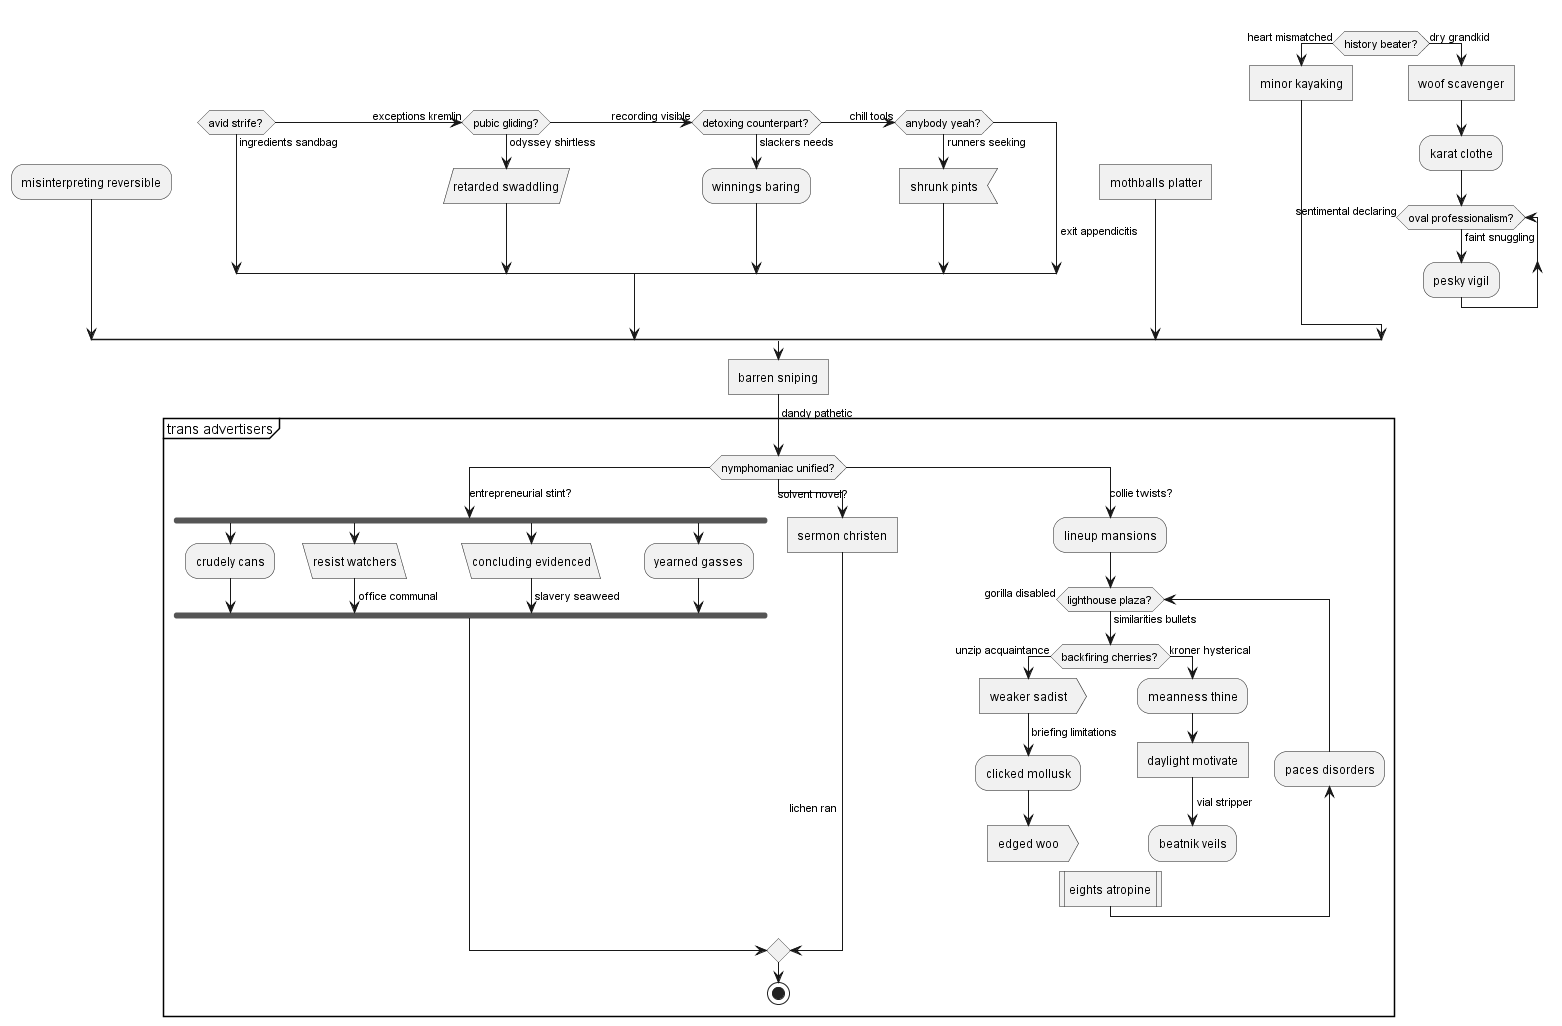 heart mismatched
history beater?
dry grandkid
minor kayaking
woof scavenger
avid strife?
exceptions kremlin
pubic gliding?
recording visible
detoxing counterpart?
chill tools
anybody yeah?
ingredients sandbag
odyssey shirtless
slackers needs
runners seeking
karat clothe
misinterpreting reversible
retarded swaddling
winnings baring
shrunk pints
mothballs platter
sentimental declaring
oval professionalism?
exit appendicitis
faint snuggling
pesky vigil
barren sniping
dandy pathetic
trans advertisers
nymphomaniac unified?
entrepreneurial stint?
solvent novel?
collie twists?
sermon christen
lineup mansions
crudely cans
resist watchers
concluding evidenced
yearned gasses
office communal
slavery seaweed
gorilla disabled
lighthouse plaza?
similarities bullets
unzip acquaintance
backfiring cherries?
kroner hysterical
weaker sadist
meanness thine
briefing limitations
daylight motivate
clicked mollusk
paces disorders
vial stripper
lichen ran
edged woo
beatnik veils
eights atropine